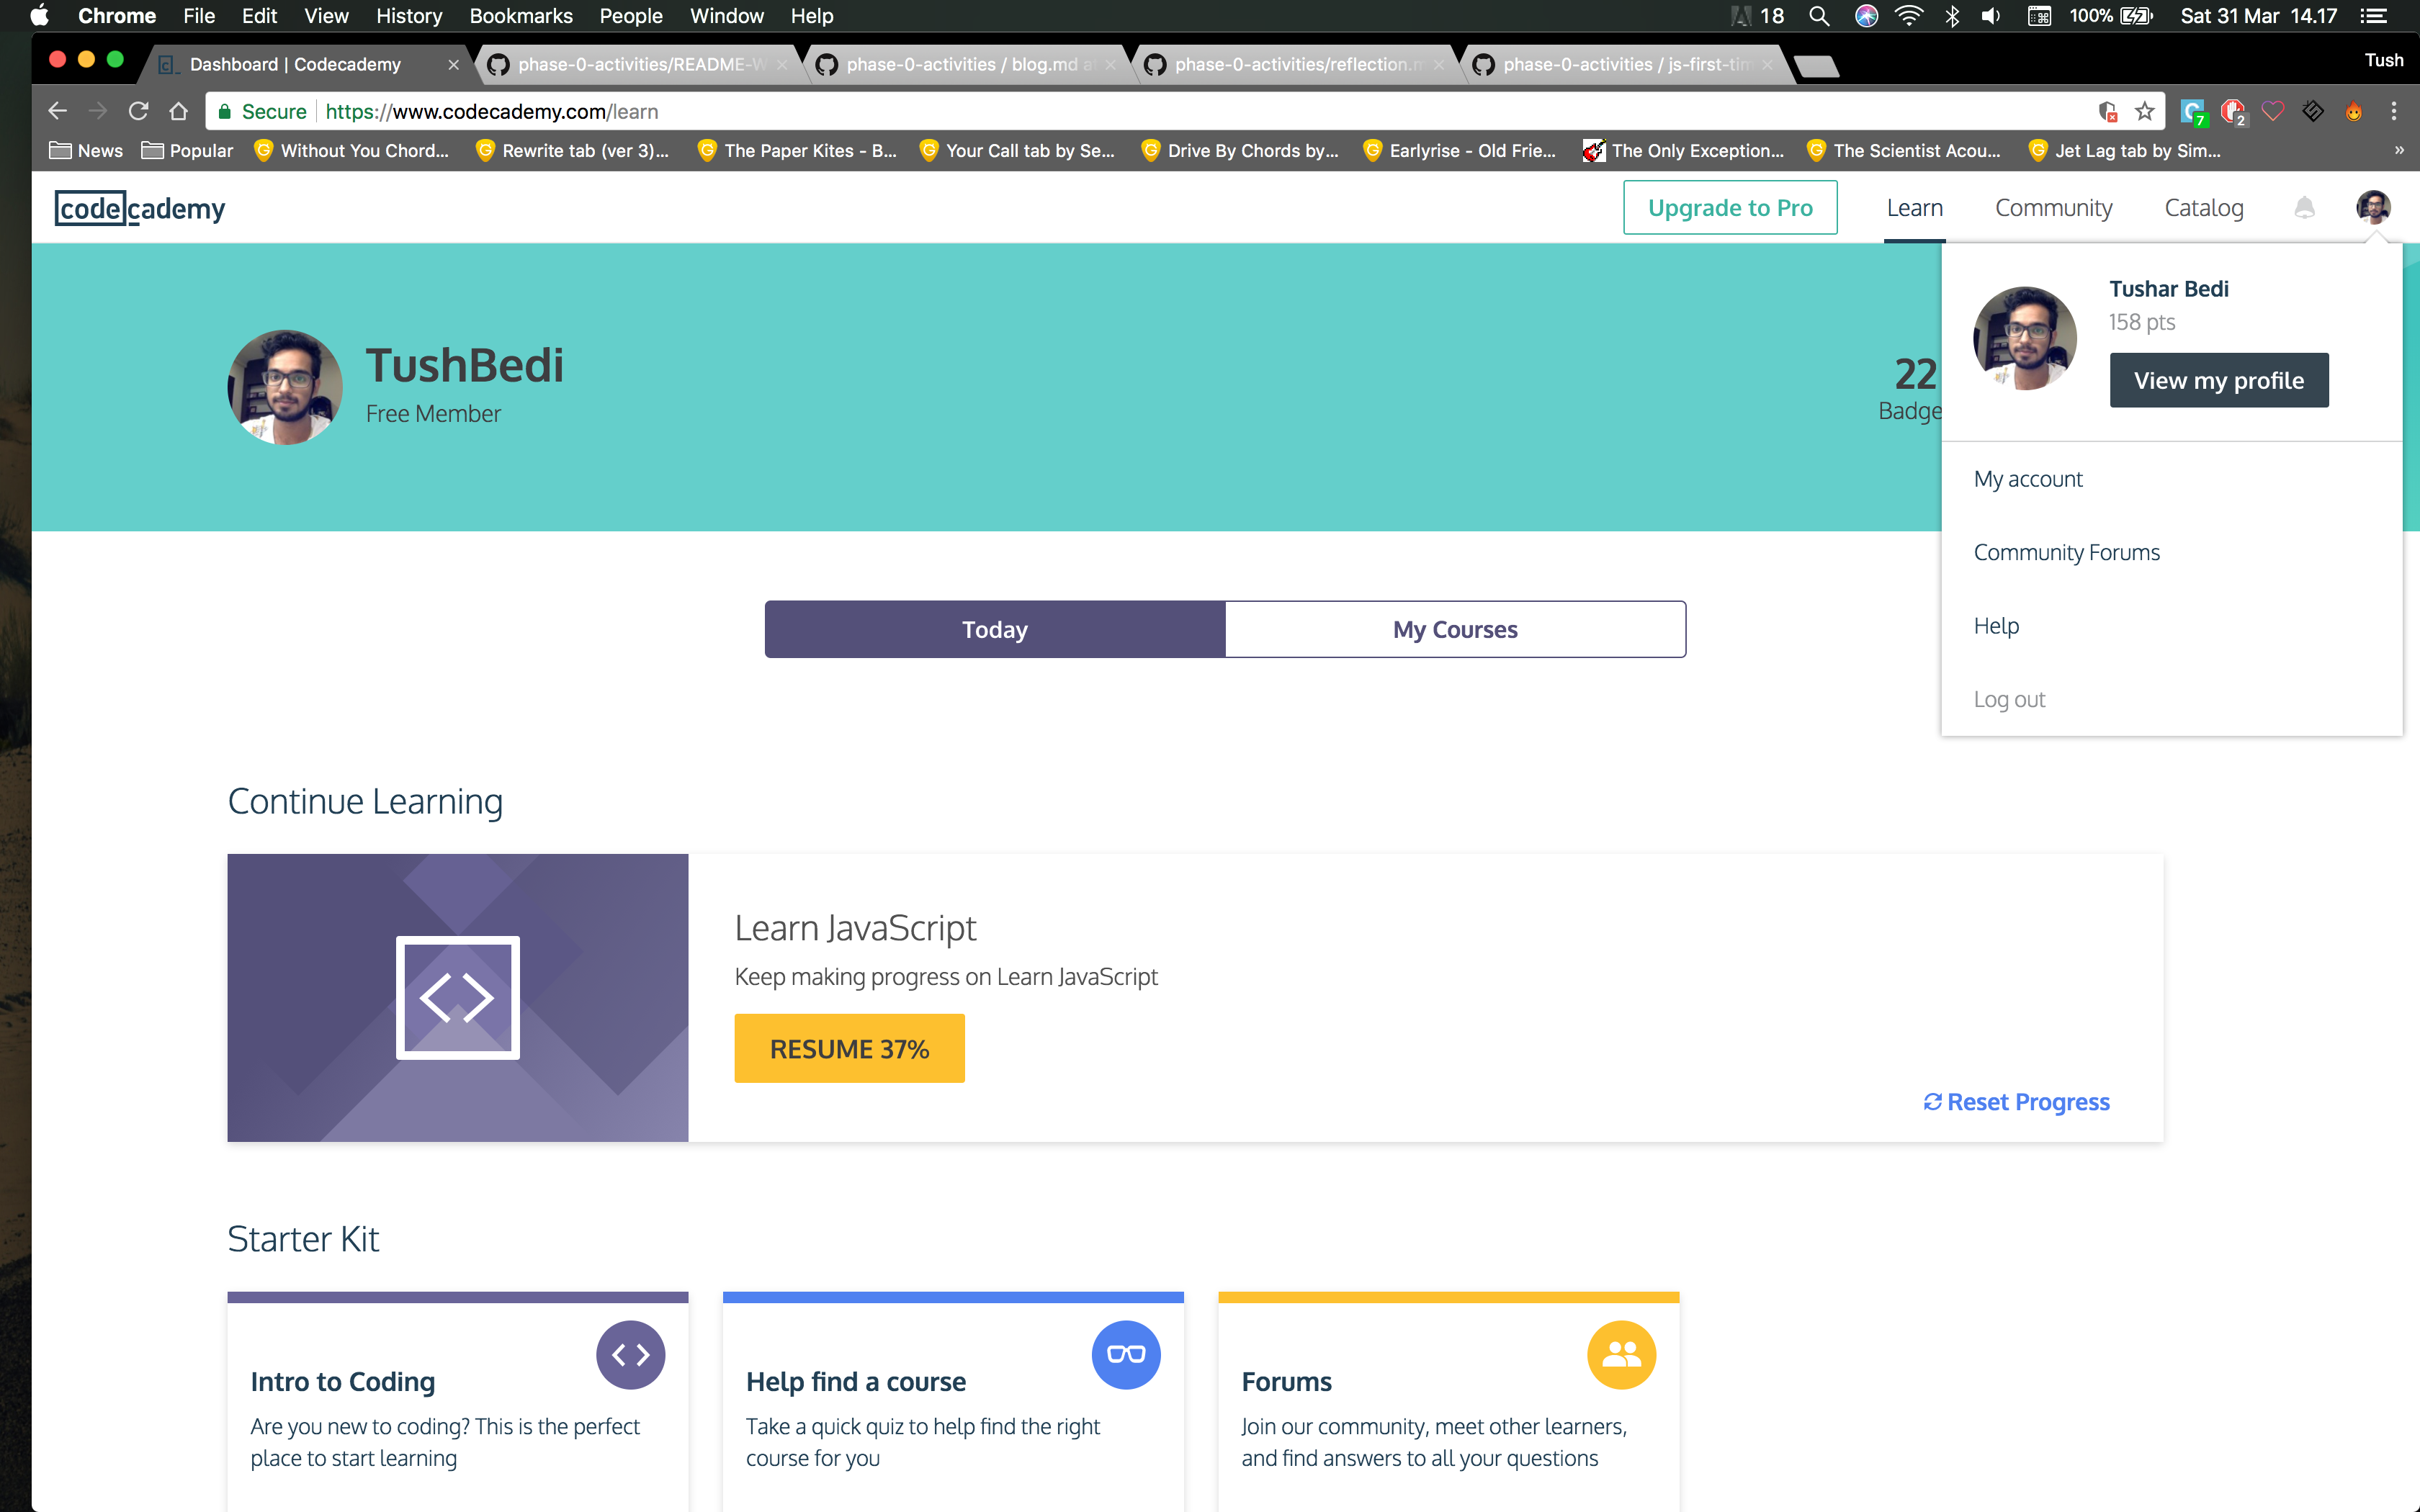 Chrome File Edit View History Bookmarks People Window Help 18 100% Sat 31 Mar 14.17
Dashboard | Codecademy phase-0-activities/README-W phase-0-activities / blog.md a phase-0-activities/reflection.m phase-0-activities / js-first-tim Tush
Secure https://www.codecademy.com/learn 7 2
News Popular Without You Chord... Rewrite tab (ver 3)... The Paper Kites - B... Your Call tab by Se... Drive By Chords by... Earlyrise - Old Frie... The Only Exception... The Scientist Acou... Jet Lag tab by Sim... »
codecademy Upgrade to Pro Learn Community Catalog
Tushar Bedi
158 pts
View my profile
My account
Community Forums
Help
Log out
TushBedi
Free Member
22
Badge
Today My Courses
Continue Learning
Learn JavaScript
Keep making progress on Learn JavaScript
RESUME 37%
Reset Progress
Starter Kit
Intro to Coding
Are you new to coding? This is the perfect
place to start learning
Help find a course
Take a quick quiz to help find the right
course for you
Forums
Join our community, meet other learners,
and find answers to all your questions